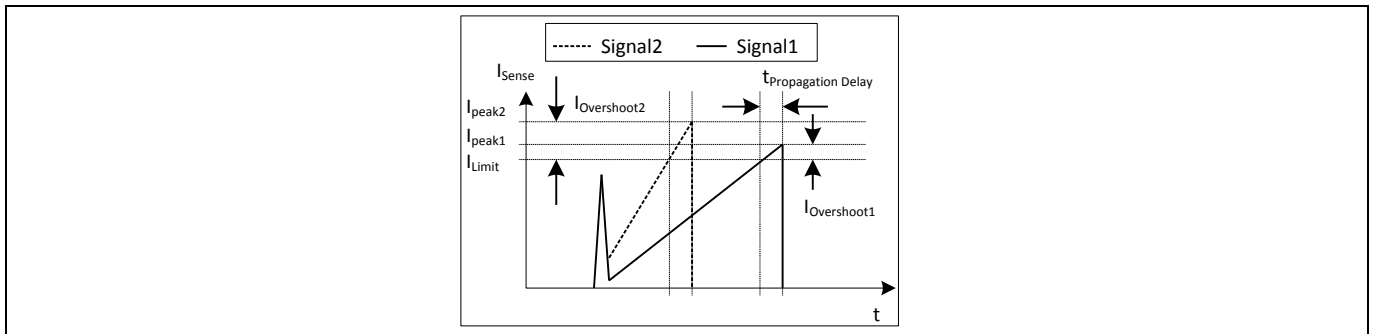 Signal2 Signal1
ISense
tPropagation Delay
Ipeak2
IOvershoot2
Ipeak1
ILimit
IOvershoot1
t